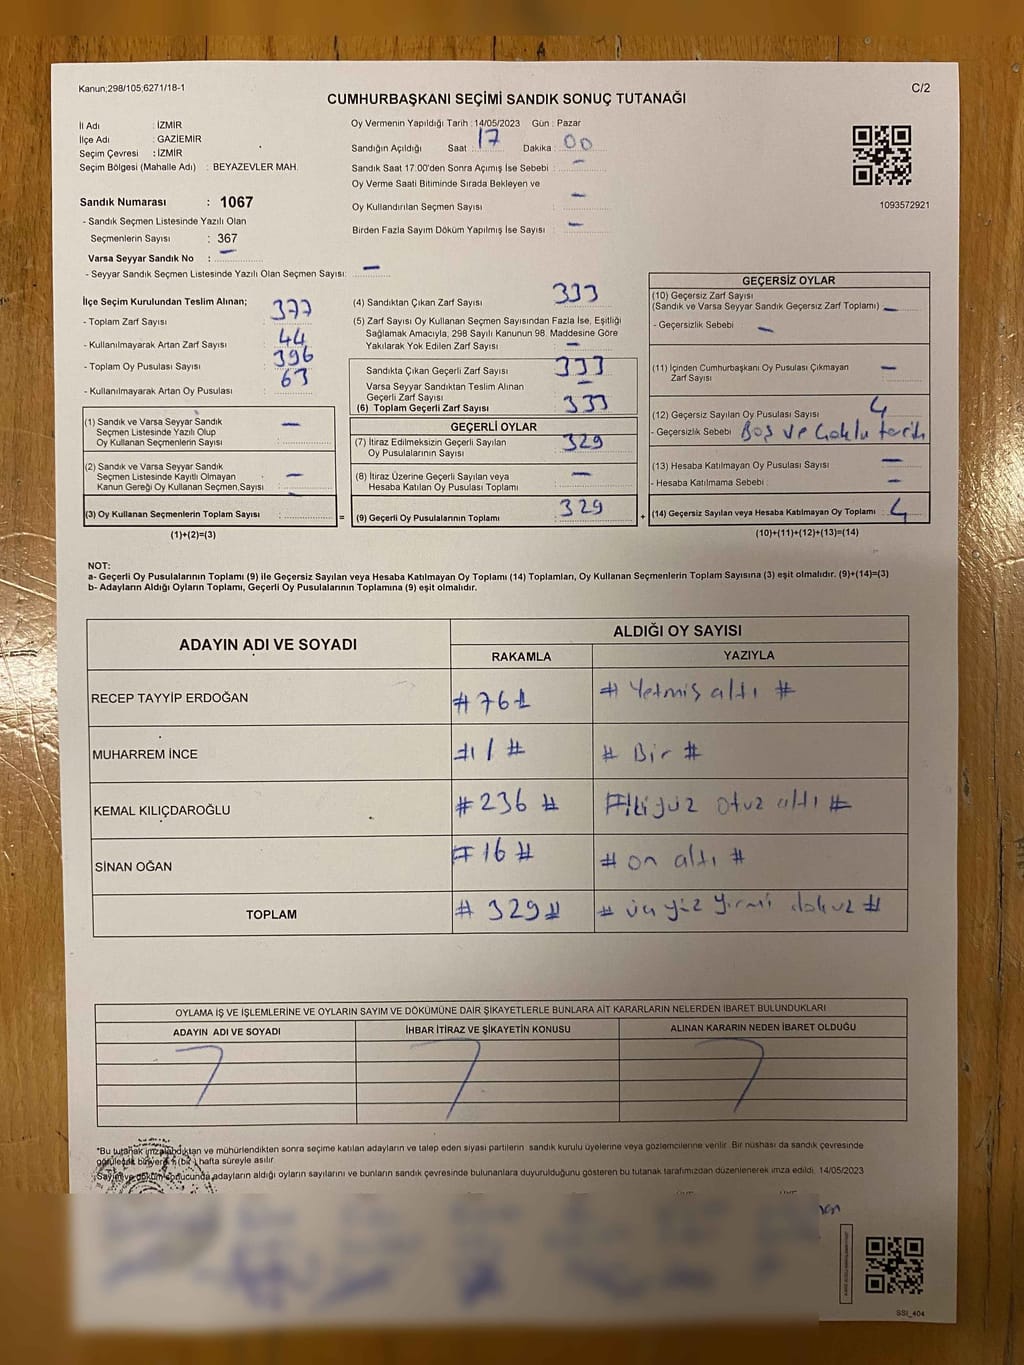 Kanun;298/105,6271/18-1
C/2
CUMHURBAŞKANI SEÇİMİ SANDIK SONUÇ TUTANAĞI
İl Adı : İZMİR
İlçe Adı : GAZİEMİR
Seçim Çevresi : İZMİR
Seçim Bölgesi (Mahalle Adı) : BEYAZEVLER MAH.
Sandık Numarası : 1067
- Sandık Seçmen Listesinde Yazılı Olan
Seçmenlerin Sayısı : 367
Varsa Seyyar Sandık No : –
- Seyyar Sandık Seçmen Listesinde Yazılı Olan Seçmen Sayısı: –
Oy Vermenin Yapıldığı Tarih : 14/05/2023 Gün : Pazar
Sandığın Açıldığı Saat : 17 Dakika : 00
Sandık Saat 17.00'den Sonra Açımış İse Sebebi : –
Oy Verme Saati Bitiminde Sırada Bekleyen ve
Oy Kullandırılan Seçmen Sayısı : –
Birden Fazla Sayım Döküm Yapılmış İse Sayısı : –
1093572921
İlçe Seçim Kurulundan Teslim Alınan;
- Toplam Zarf Sayısı : 377
- Kullanılmayarak Artan Zarf Sayısı : 44
- Toplam Oy Pusulası Sayısı : 396
- Kullanılmayarak Artan Oy Pusulası : 63
(1) Sandık ve Varsa Seyyar Sandık
Seçmen Listesinde Yazılı Olup
Oy Kullanan Seçmenlerin Sayısı : –
(2) Sandık ve Varsa Seyyar Sandık
Seçmen Listesinde Kayıtlı Olmayan
Kanun Gereği Oy Kullanan Seçmen Sayısı : –
(3) Oy Kullanan Seçmenlerin Toplam Sayısı :
(1)+(2)=(3)
(4) Sandıktan Çıkan Zarf Sayısı : 333
(5) Zarf Sayısı Oy Kullanan Seçmen Sayısından Fazla İse, Eşitliği
Sağlamak Amacıyla, 298 Sayılı Kanunun 98. Maddesine Göre
Yakılarak Yok Edilen Zarf Sayısı : –
Sandıkta Çıkan Geçerli Zarf Sayısı : 333
Varsa Seyyar Sandıktan Teslim Alınan
Geçerli Zarf Sayısı : –
(6) Toplam Geçerli Zarf Sayısı : 333
GEÇERLİ OYLAR
(7) İtiraz Edilmeksizin Geçerli Sayılan
Oy Pusulalarının Sayısı : 329
(8) İtiraz Üzerine Geçerli Sayılan veya
Hesaba Katılan Oy Pusulası Toplamı : –
= (9) Geçerli Oy Pusulalarının Toplamı : 329 +
GEÇERSİZ OYLAR
(10) Geçersiz Zarf Sayısı
(Sandık ve Varsa Seyyar Sandık Geçersiz Zarf Toplamı) –
- Geçersizlik Sebebi : –
(11) İçinden Cumhurbaşkanı Oy Pusulası Çıkmayan
Zarf Sayısı : –
(12) Geçersiz Sayılan Oy Pusulası Sayısı : 4
- Geçersizlik Sebebi : Boş ve Çoklu tercih
(13) Hesaba Katılmayan Oy Pusulası Sayısı : –
- Hesaba Katılmama Sebebi : –
(14) Geçersiz Sayılan veya Hesaba Katılmayan Oy Toplamı : 4
(10)+(11)+(12)+(13)=(14)
NOT:
a- Geçerli Oy Pusulalarının Toplamı (9) ile Geçersiz Sayılan veya Hesaba Katılmayan Oy Toplamı (14) Toplamları, Oy Kullanan Seçmenlerin Toplam Sayısına (3) eşit olmalıdır. (9)+(14)=(3)
b- Adayların Aldığı Oyların Toplamı, Geçerli Oy Pusulalarının Toplamına (9) eşit olmalıdır.
ADAYIN ADI VE SOYADI
ALDIĞI OY SAYISI
RAKAMLA YAZIYLA
RECEP TAYYİP ERDOĞAN #76# # Yetmiş altı #
MUHARREM İNCE #1# # Bir #
KEMAL KILIÇDAROĞLU #236# #İkiyüz otuz altı #
SİNAN OĞAN #16# # on altı #
TOPLAM # 329# # üç yüz yirmi dokuz #
OYLAMA İŞ VE İŞLEMLERİNE VE OYLARIN SAYIM VE DÖKÜMÜNE DAİR ŞİKAYETLERLE BUNLARA AİT KARARLARIN NELERDEN İBARET BULUNDUKLARI
ADAYIN ADI VE SOYADI İHBAR İTİRAZ VE ŞİKAYETİN KONUSU ALINAN KARARIN NEDEN İBARET OLDUĞU
*Bu tutanak imzalandıktan ve mühürlendikten sonra seçime katılan adayların ve talep eden siyasi partilerin sandık kurulu üyelerine veya gözlemcilerine verilir. Bir nüshası da sandık çevresinde
görülecek bir yere 1 (bir) hafta süreyle asılır.
Sayım ve döküm sonucunda adayların aldığı oyların sayılarını ve bunların sandık çevresinde bulunanlara duyurulduğunu gösteren bu tutanak tarafımızdan düzenlenerek imza edildi. 14/05/2023
SSI_404